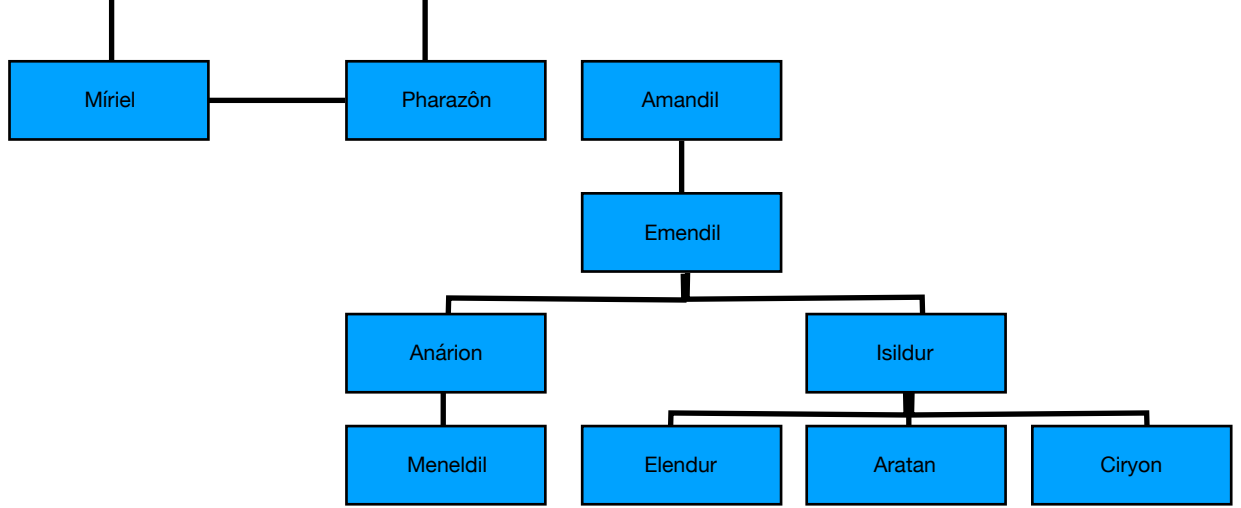 Míriel
Pharazôn
Amandil
Emendil
Anárion
Isildur
Meneldil
Elendur
Aratan
Ciryon